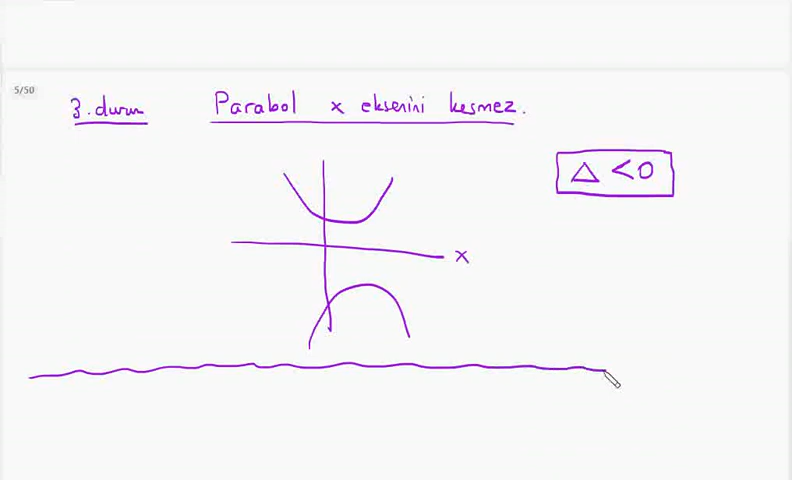 5/50
3.durum Parabol x eksenini kesmez.
Δ < 0
x